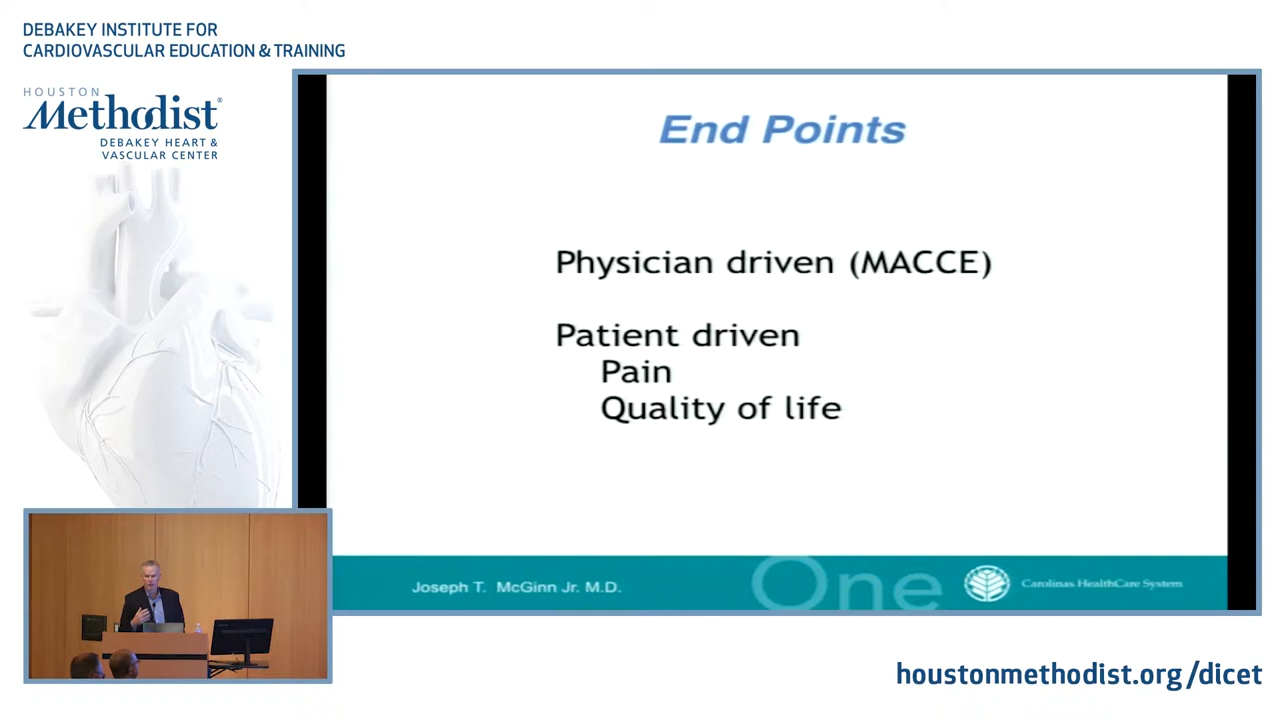 DEBAKEY INSTITUTE FOR
CARDIOVASCULAR EDUCATION & TRAINING
HOUSTON
Methodist®
DEBAKEY HEART &
VASCULAR CENTER
End Points
Physician driven (MACCE)
Patient driven
Pain
Quality of life
Joseph T. McGinn Jr. M.D.
One
Carolinas HealthCare System
houstonmethodist.org/dicet